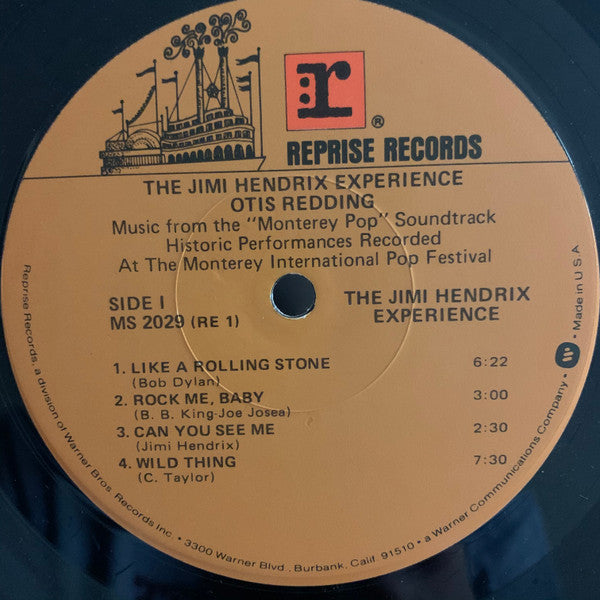 r
®
REPRISE RECORDS
THE JIMI HENDRIX EXPERIENCE
OTIS REDDING
Music from the "Monterey Pop" Soundtrack
Historic Performances Recorded
At The Monterey International Pop Festival
SIDE I
MS 2029 (RE 1)
THE JIMI HENDRIX
EXPERIENCE
1. LIKE A ROLLING STONE 6:22
(Bob Dylan)
2. ROCK ME, BABY 3:00
(B. B. King-Joe Josea)
3. CAN YOU SEE ME 2:30
(Jimi Hendrix)
4. WILD THING 7:30
(C. Taylor)
Reprise Records, a division of Warner Bros. Records Inc. • 3300 Warner Blvd., Burbank, Calif. 91510 • a Warner Communications Company • W • Made in U.S.A.